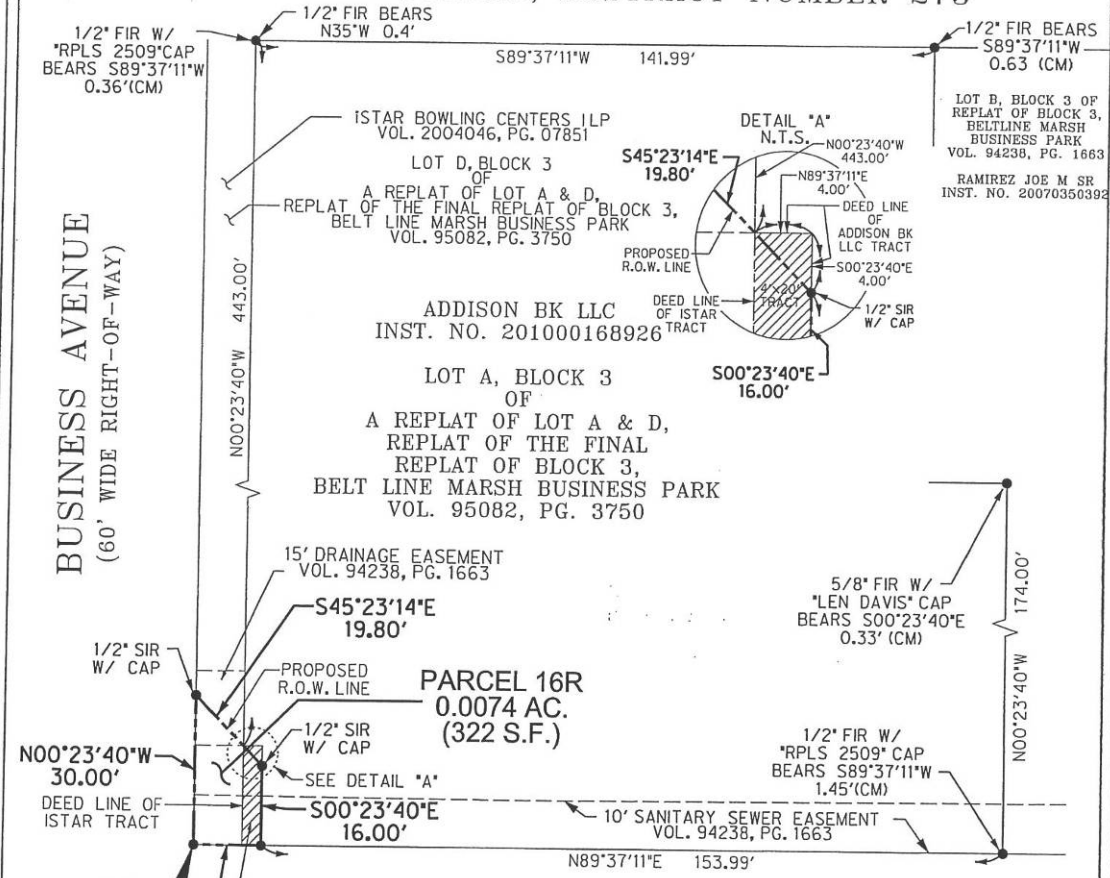 1/2" FIR BEARS
N35°W 0.4'
1/2" FIR W/
"RPLS 2509" CAP
BEARS S89°37'11"W
0.36'(CM)
S89°37'11"W 141.99'
1/2" FIR BEARS
S89°37'11"W
0.63 (CM)
LOT B, BLOCK 3 OF
REPLAT OF BLOCK 3,
BELTLINE MARSH
BUSINESS PARK
VOL. 94238, PG. 1663
RAMIREZ JOE M SR
INST. NO. 20070350392
ISTAR BOWLING CENTERS I LP
VOL. 2004046, PG. 07851
LOT D, BLOCK 3
OF
A REPLAT OF LOT A & D,
REPLAT OF THE FINAL REPLAT OF BLOCK 3,
BELT LINE MARSH BUSINESS PARK
VOL. 95082, PG. 3750
DETAIL "A"
N.T.S.
N00°23'40"W
443.00'
S45°23'14"E
19.80'
N89°37'11"E
4.00'
DEED LINE
OF
ADDISON BK
LLC TRACT
PROPOSED
R.O.W. LINE
S00°23'40"E
4.00'
DEED LINE
OF ISTAR
TRACT
4'X20'
TRACT
1/2" SIR
W/ CAP
S00°23'40"E
16.00'
BUSINESS AVENUE
(60' WIDE RIGHT-OF-WAY)
N00°23'40"W 443.00'
ADDISON BK LLC
INST. NO. 201000168926
LOT A, BLOCK 3
OF
A REPLAT OF LOT A & D,
REPLAT OF THE FINAL
REPLAT OF BLOCK 3,
BELT LINE MARSH BUSINESS PARK
VOL. 95082, PG. 3750
15' DRAINAGE EASEMENT
VOL. 94238, PG. 1663
S45°23'14"E
19.80'
5/8" FIR W/
"LEN DAVIS" CAP
BEARS S00°23'40"E
0.33' (CM)
N00°23'40"W 174.00'
1/2" SIR
W/ CAP
PROPOSED
R.O.W. LINE
PARCEL 16R
0.0074 AC.
(322 S.F.)
1/2" SIR
W/ CAP
N00°23'40"W
30.00'
SEE DETAIL "A"
DEED LINE OF
ISTAR TRACT
S00°23'40"E
16.00'
1/2" FIR W/
"RPLS 2509" CAP
BEARS S89°37'11"W
1.45'(CM)
10' SANITARY SEWER EASEMENT
VOL. 94238, PG. 1663
N89°37'11"E 153.99'